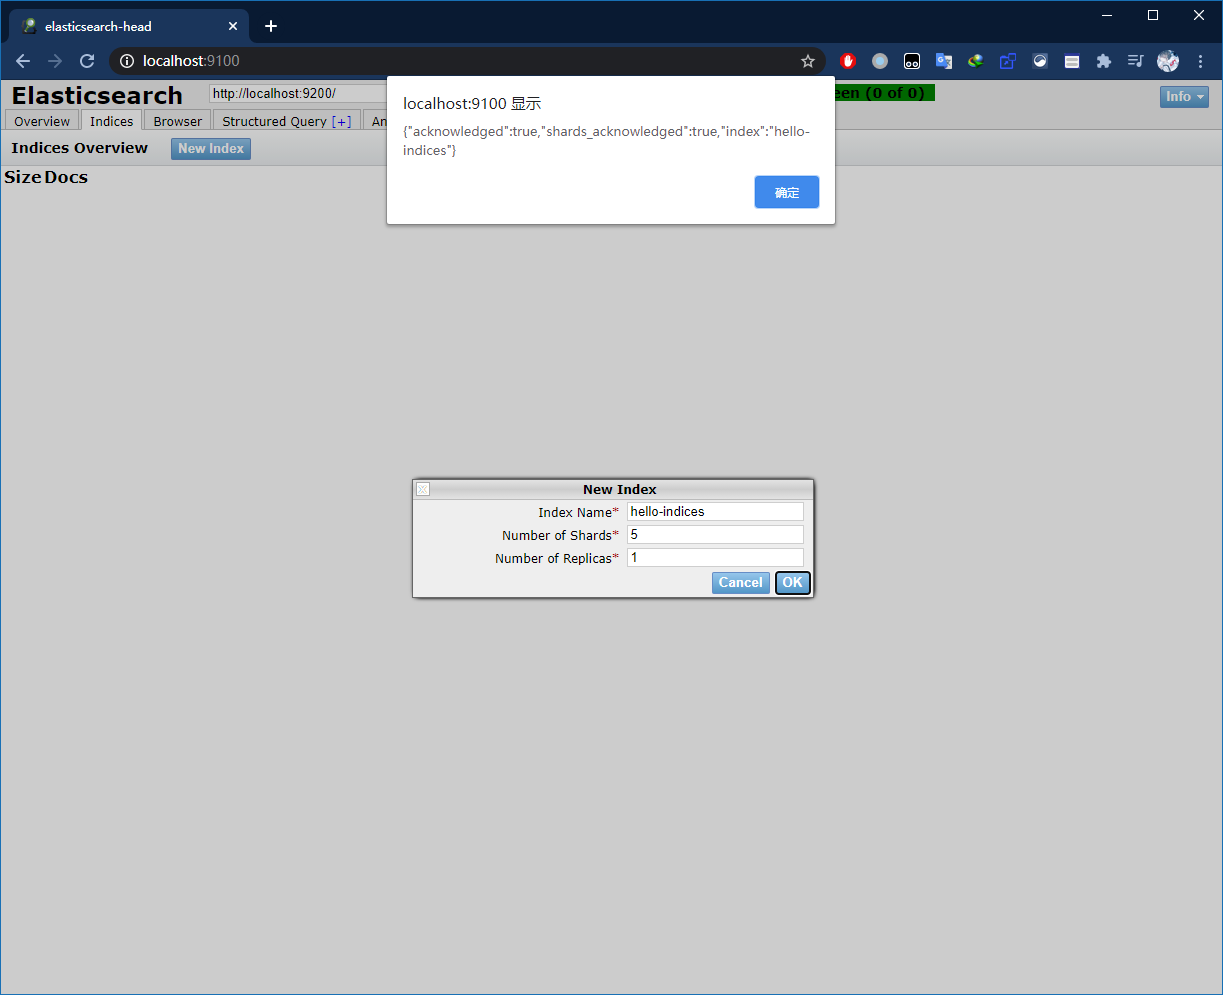 elasticsearch-head
localhost:9100
Elasticsearch
http://localhost:9200/
(0 of 0)
Info
Overview
Indices
Browser
Structured Query [+]
Indices Overview
New Index
Size Docs
localhost:9100 显示
{"acknowledged":true,"shards_acknowledged":true,"index":"hello-
indices"}
确定
New Index
Index Name* hello-indices
Number of Shards* 5
Number of Replicas* 1
Cancel OK